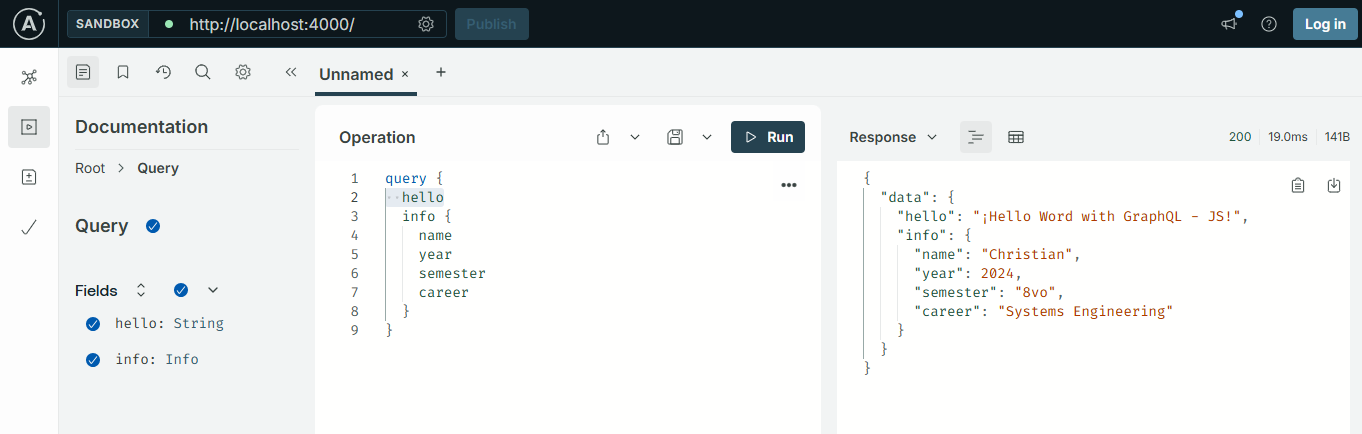 A SANDBOX http://localhost:4000/ Publish Log in
Unnamed × +
Documentation
Root > Query
Query
Fields
hello: String
info: Info
Operation
Run
1 query {
2 hello
3 info {
4 name
5 year
6 semester
7 career
8 }
9 }
Response 200 19.0ms 141B
{
"data": {
"hello": "¡Hello Word with GraphQL - JS!",
"info": {
"name": "Christian",
"year": 2024,
"semester": "8vo",
"career": "Systems Engineering"
}
}
}